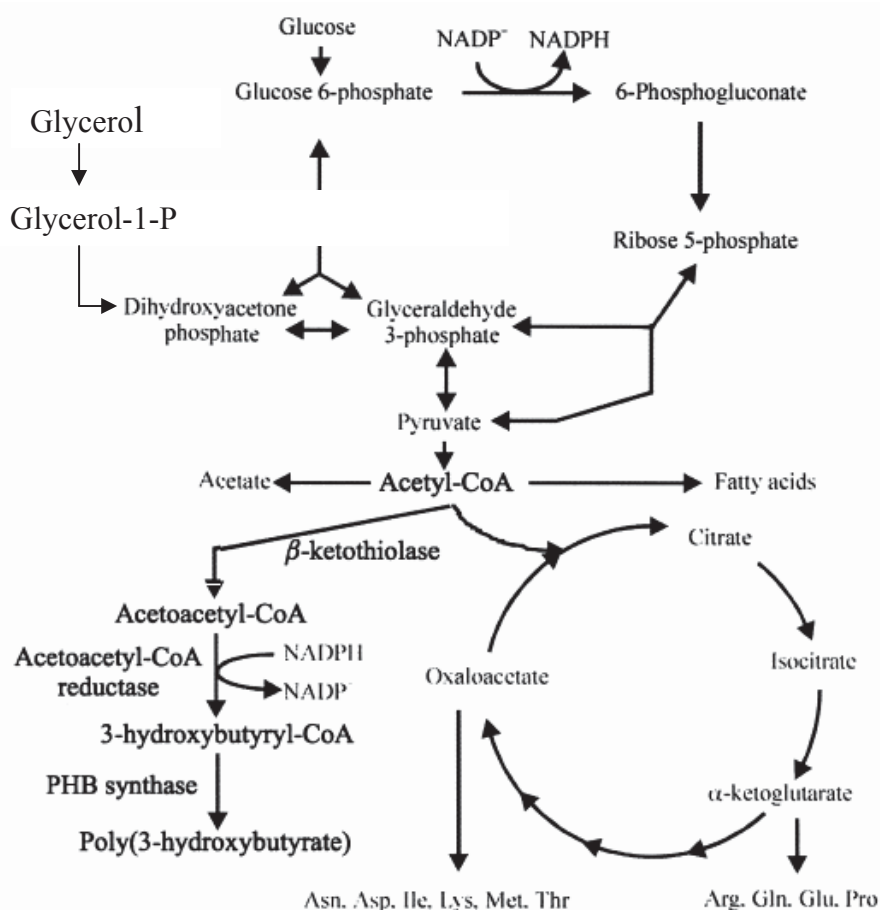 Glucose
NADP⁻ NADPH
Glucose 6-phosphate
6-Phosphogluconate
Glycerol
Glycerol-1-P
Ribose 5-phosphate
Dihydroxyacetone
phosphate
Glyceraldehyde
3-phosphate
Pyruvate
Acetate
Acetyl-CoA
Fatty acids
β-ketothiolase
Citrate
Acetoacetyl-CoA
Acetoacetyl-CoA
reductase
NADPH
NADP⁻
Oxaloacetate
Isocitrate
3-hydroxybutyryl-CoA
PHB synthase
α-ketoglutarate
Poly(3-hydroxybutyrate)
Asn, Asp, Ile, Lys, Met, Thr
Arg. Gln. Glu. Pro